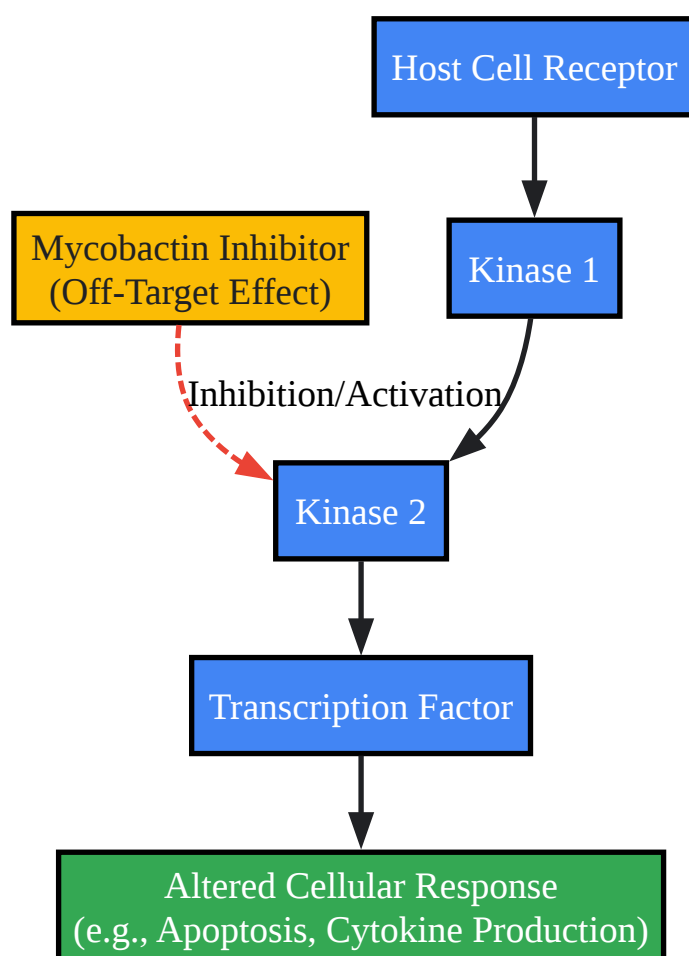 Host Cell Receptor
Mycobactin Inhibitor
(Off-Target Effect)
Kinase 1
Inhibition/Activation
Kinase 2
Transcription Factor
Altered Cellular Response
(e.g., Apoptosis, Cytokine Production)